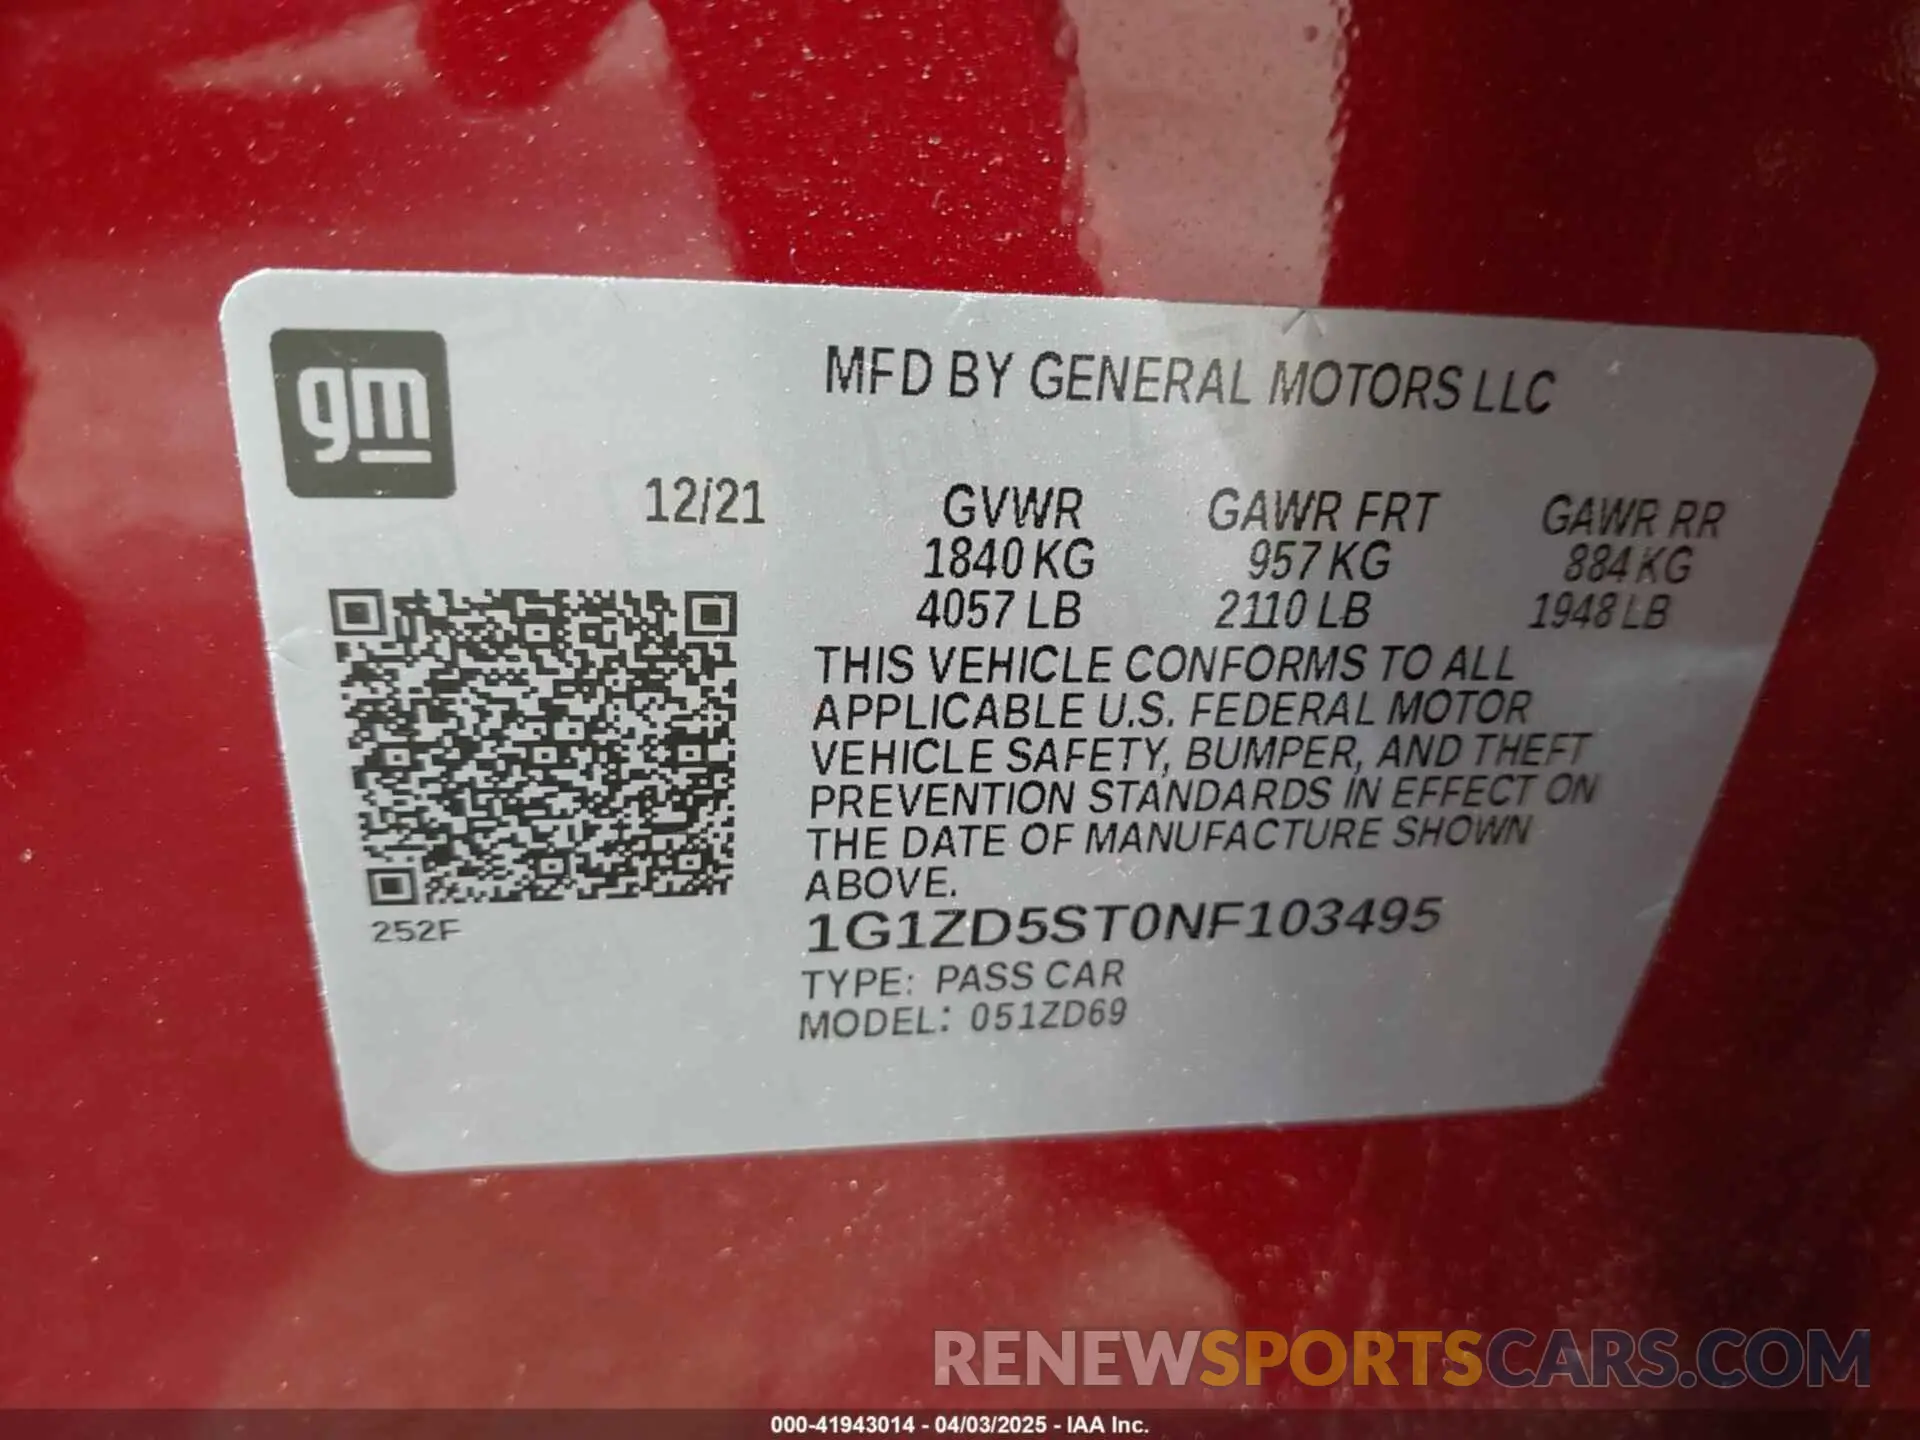 gm
MFD BY GENERAL MOTORS LLC
12/21
GVWR GAWR FRT GAWR RR
1840 KG 957 KG 884 KG
4057 LB 2110 LB 1948 LB
THIS VEHICLE CONFORMS TO ALL
APPLICABLE U.S. FEDERAL MOTOR
VEHICLE SAFETY, BUMPER, AND THEFT
PREVENTION STANDARDS IN EFFECT ON
THE DATE OF MANUFACTURE SHOWN
ABOVE.
252F
1G1ZD5ST0NF103495
TYPE: PASS CAR
MODEL: 051ZD69
RENEWSPORTSCARS.COM
000-41943014 - 04/03/2025 - IAA Inc.